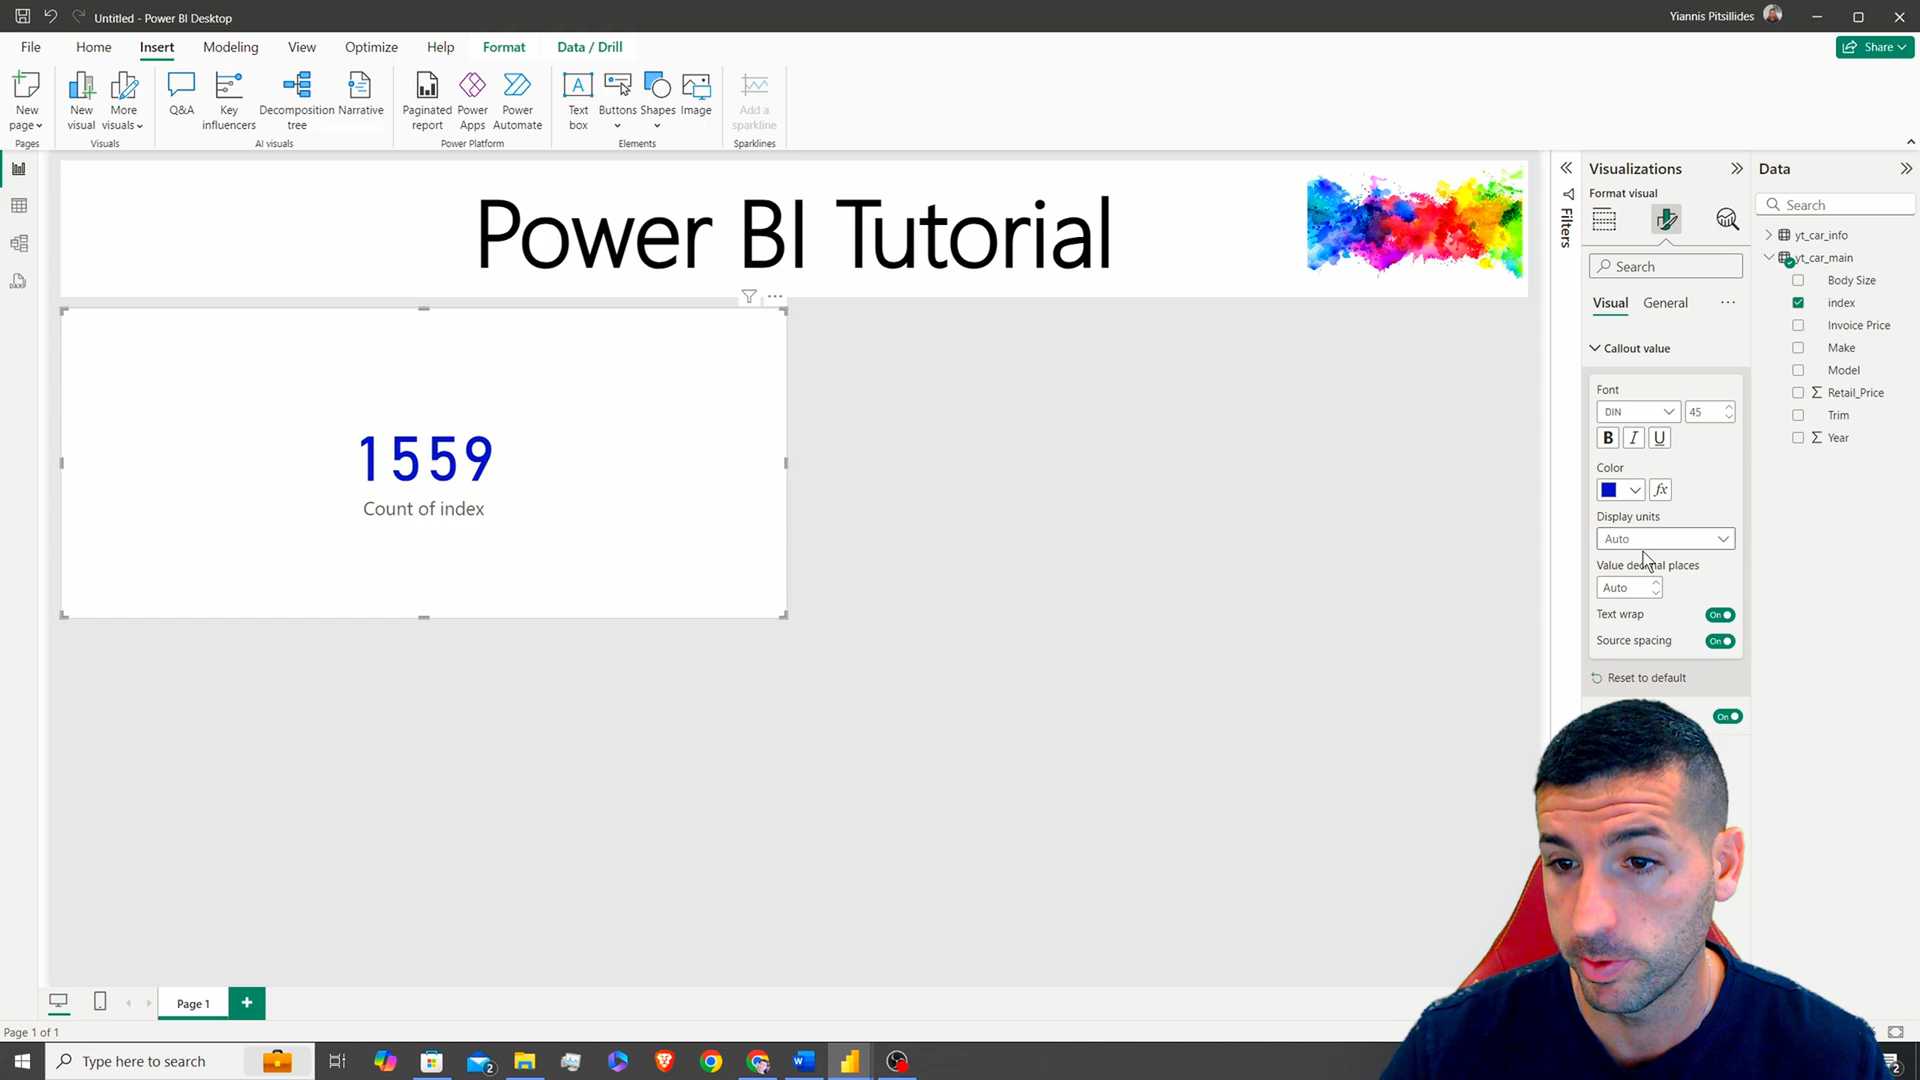 Untitled - Power BI Desktop
Yiannis Pitsillides
File
Home
Insert
Modeling
View
Optimize
Help
Format
Data / Drill
Share
New page
New visual
More visuals
Q&A
Key influencers
Decomposition tree
Narrative
Paginated report
Power Apps
Power Automate
Text box
Buttons
Shapes
Image
Add a sparkline
Pages
Visuals
AI visuals
Power Platform
Elements
Sparklines
Power BI Tutorial
1559
Count of index
Filters
Visualizations
Format visual
Search
Visual
General
Callout value
Font
DIN
45
B
I
U
Color
fx
Display units
Auto
Value decimal places
Auto
Text wrap
On
Source spacing
On
Reset to default
On
Data
Search
yt_car_info
yt_car_main
Body Size
index
Invoice Price
Make
Model
Retail_Price
Trim
Year
Page 1
Page 1 of 1
Type here to search
2
2